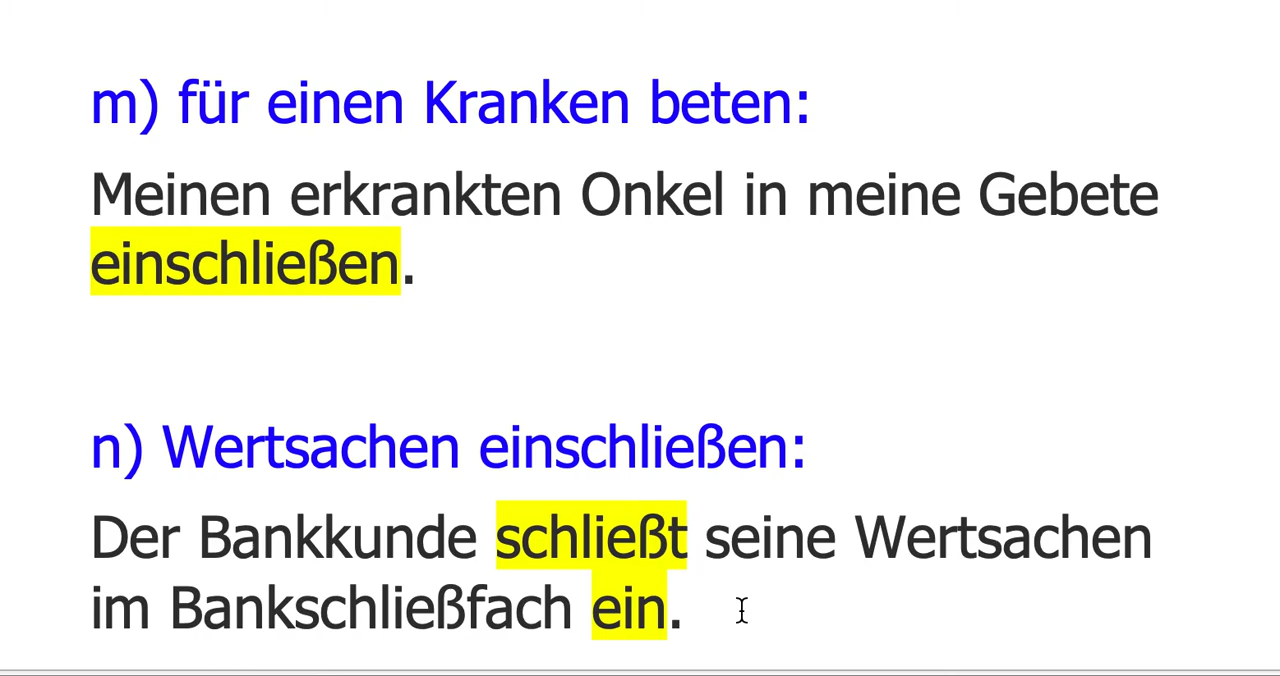 m) für einen Kranken beten:
Meinen erkrankten Onkel in meine Gebete
einschließen.
n) Wertsachen einschließen:
Der Bankkunde schließt seine Wertsachen
im Bankschließfach ein.